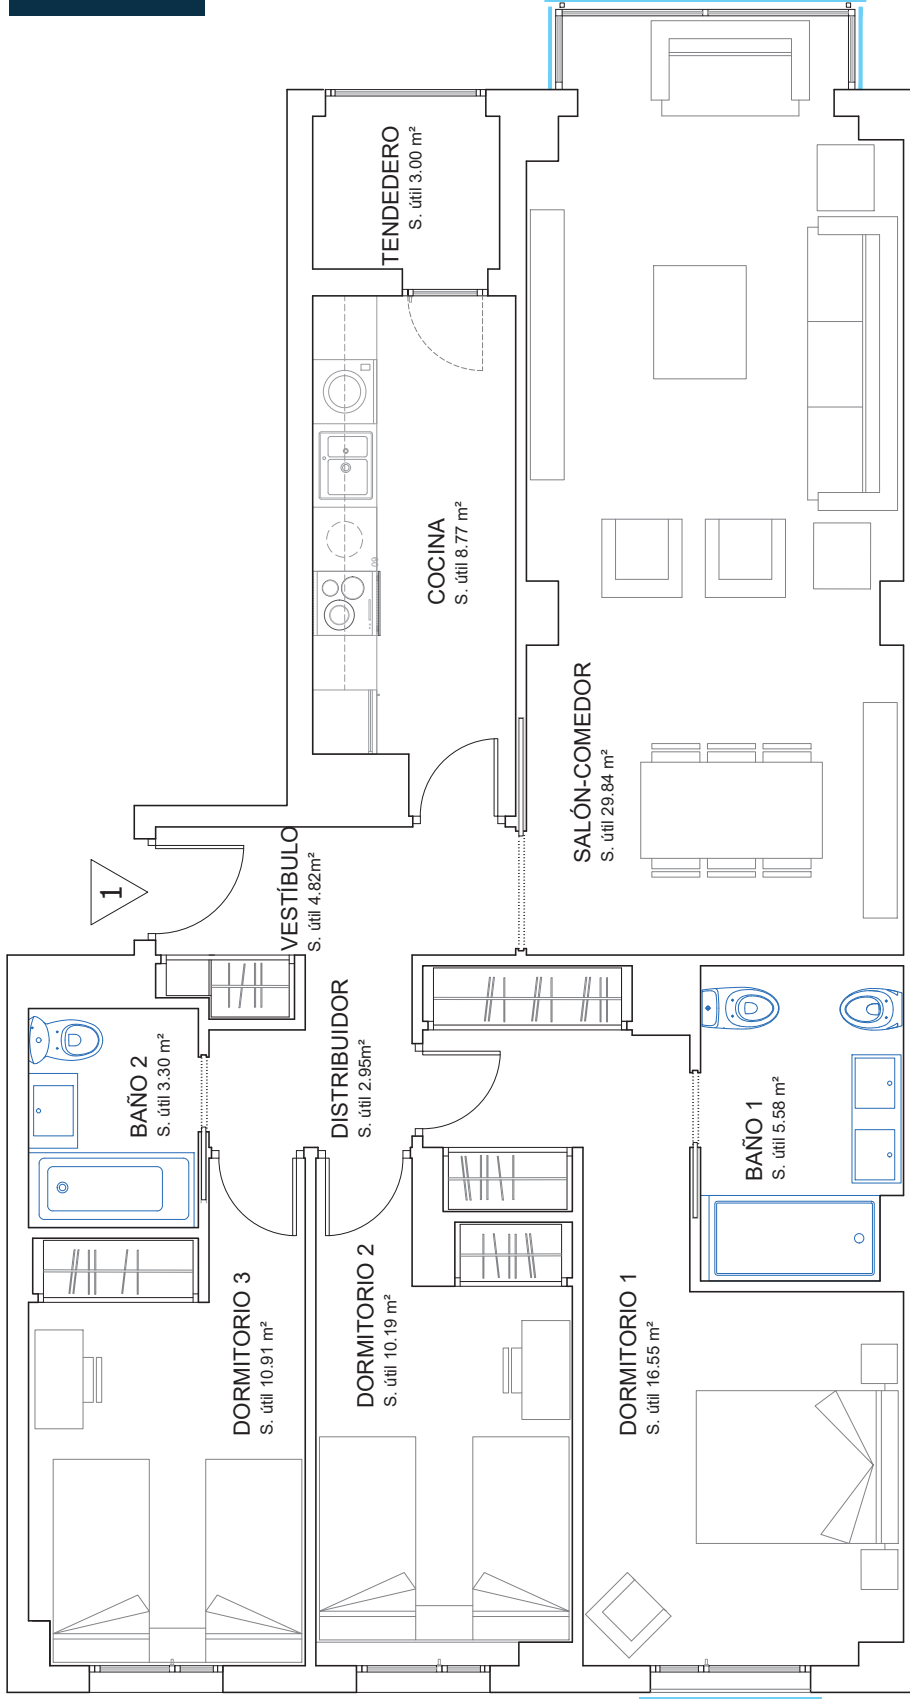 TENDEDERO
S. útil 3.00 m²
COCINA
S. útil 8.77 m²
SALÓN-COMEDOR
S. útil 29.84 m²
1
VESTÍBULO
S. útil 4.82m²
DISTRIBUIDOR
S. útil 2.95m²
BAÑO 2
S. útil 3.30 m²
BAÑO 1
S. útil 5.58 m²
DORMITORIO 3
S. útil 10.91 m²
DORMITORIO 2
S. útil 10.19 m²
DORMITORIO 1
S. útil 16.55 m²